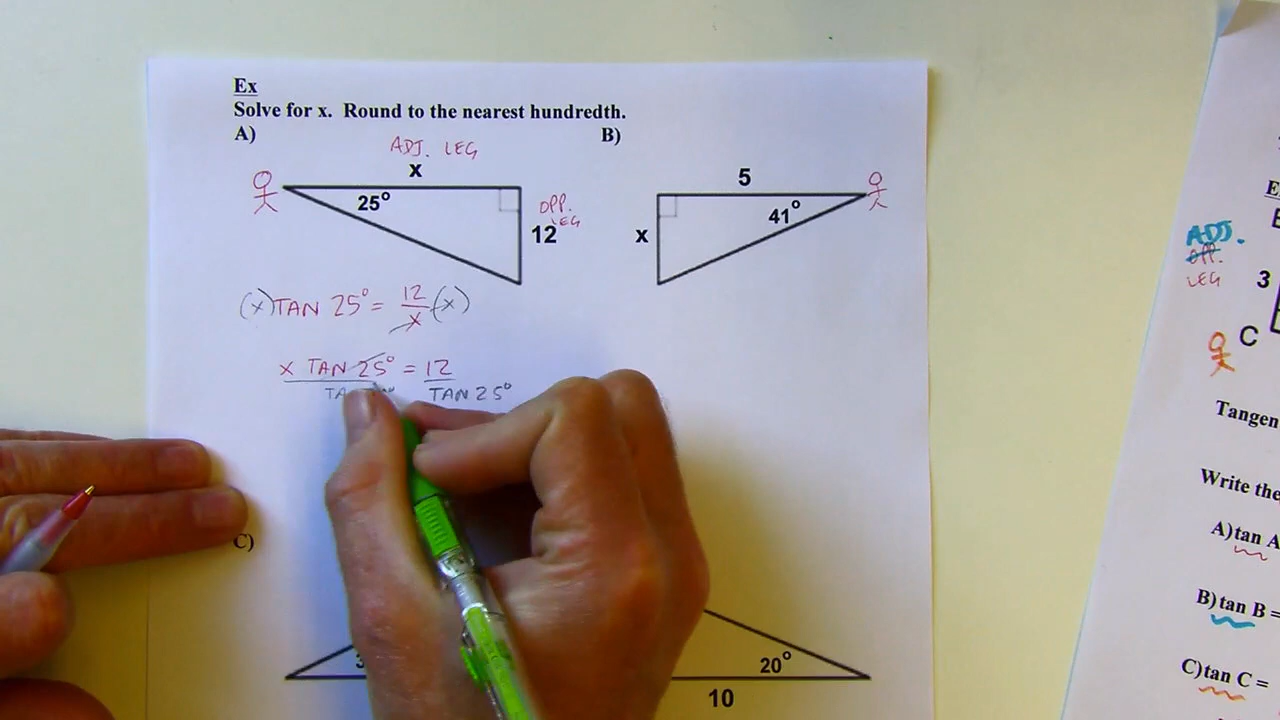 Ex
Solve for x. Round to the nearest hundredth.
A) B)
ADJ. LEG
x
25°
OPP.
LEG
12
5
41°
x
(x)TAN 25° = 12/x (x)
x TAN 25° = 12
TAN 25°
C)
20°
10
ADJ.
OPP.
LEG
3
C
Tangen
Write the
A)tan A
B)tan B =
C)tan C =